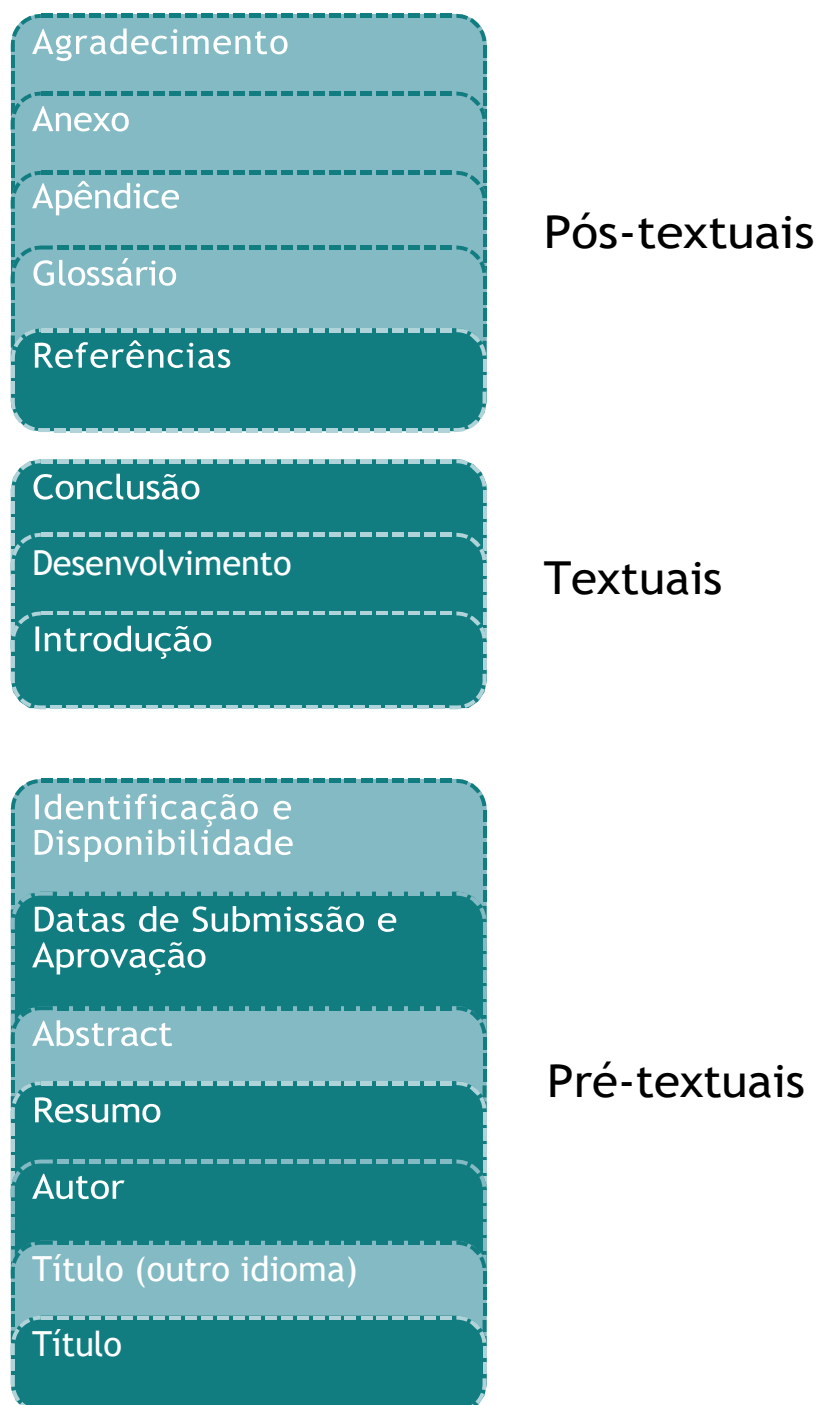 Agradecimento
Anexo
Apêndice
Glossário
Referências
Pós-textuais
Conclusão
Desenvolvimento
Introdução
Textuais
Identificação e
Disponibilidade
Datas de Submissão e
Aprovação
Abstract
Resumo
Autor
Título (outro idioma)
Título
Pré-textuais